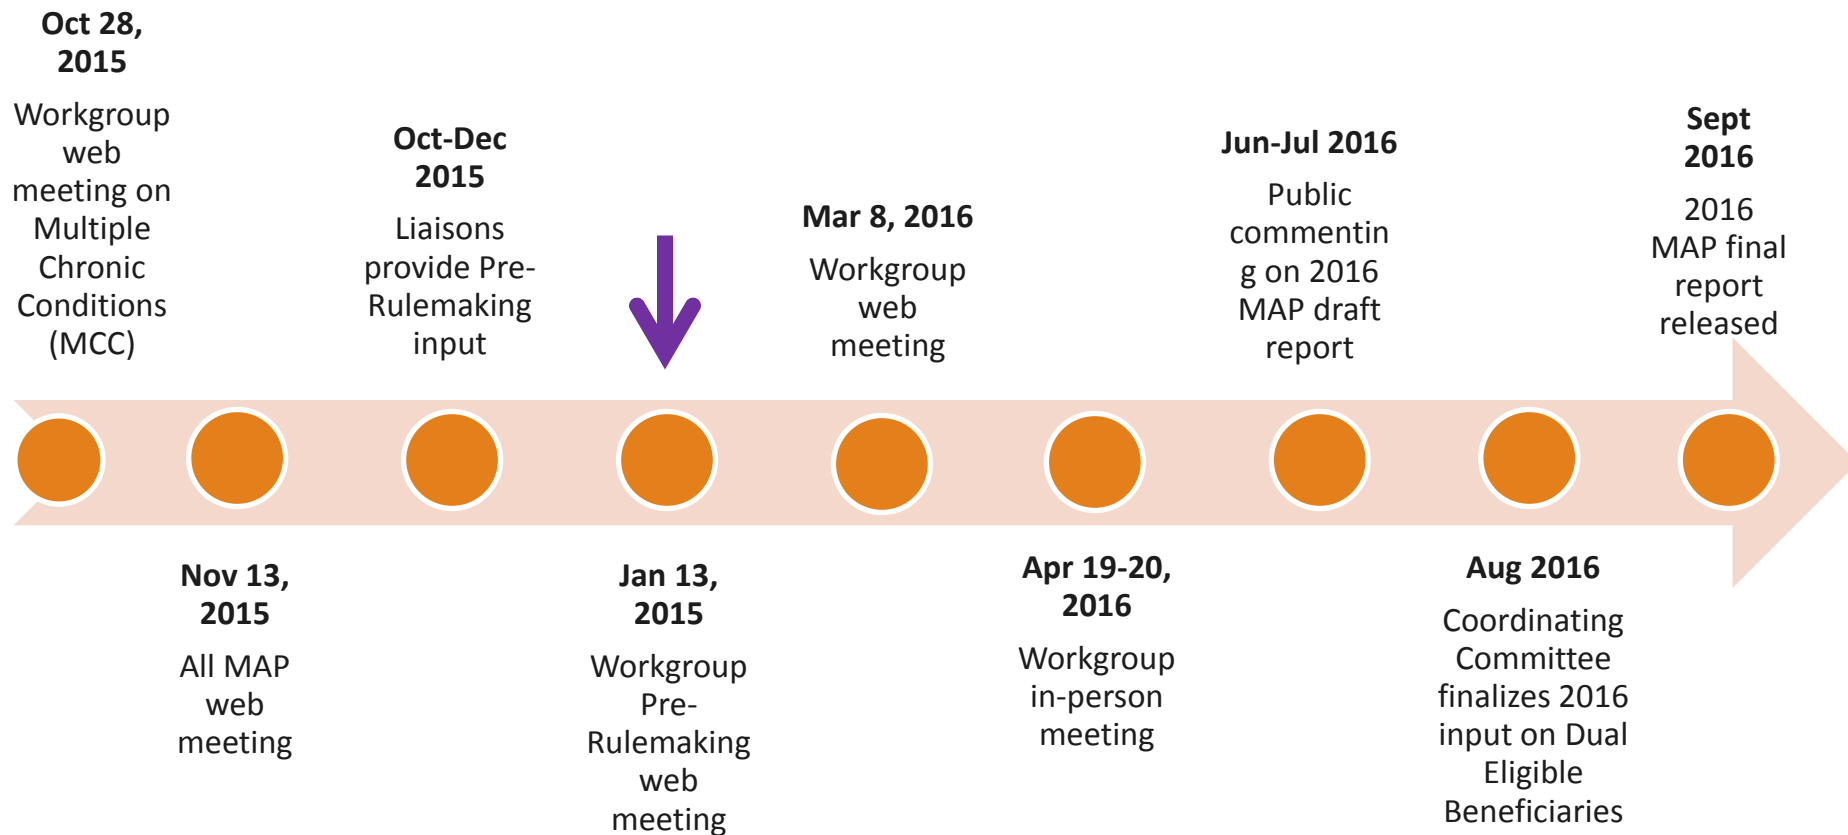 Oct 28,
2015
Workgroup
web
meeting on
Multiple
Chronic
Conditions
(MCC)
Nov 13,
2015
All MAP
web
meeting
Oct-Dec
2015
Liaisons
provide Pre-
Rulemaking
input
Jan 13,
2015
Workgroup
Pre-
Rulemaking
web
meeting
Mar 8, 2016
Workgroup
web
meeting
Apr 19-20,
2016
Workgroup
in-person
meeting
Jun-Jul 2016
Public
commentin
g on 2016
MAP draft
report
Aug 2016
Coordinating
Committee
finalizes 2016
input on Dual
Eligible
Beneficiaries
Sept
2016
2016
MAP final
report
released